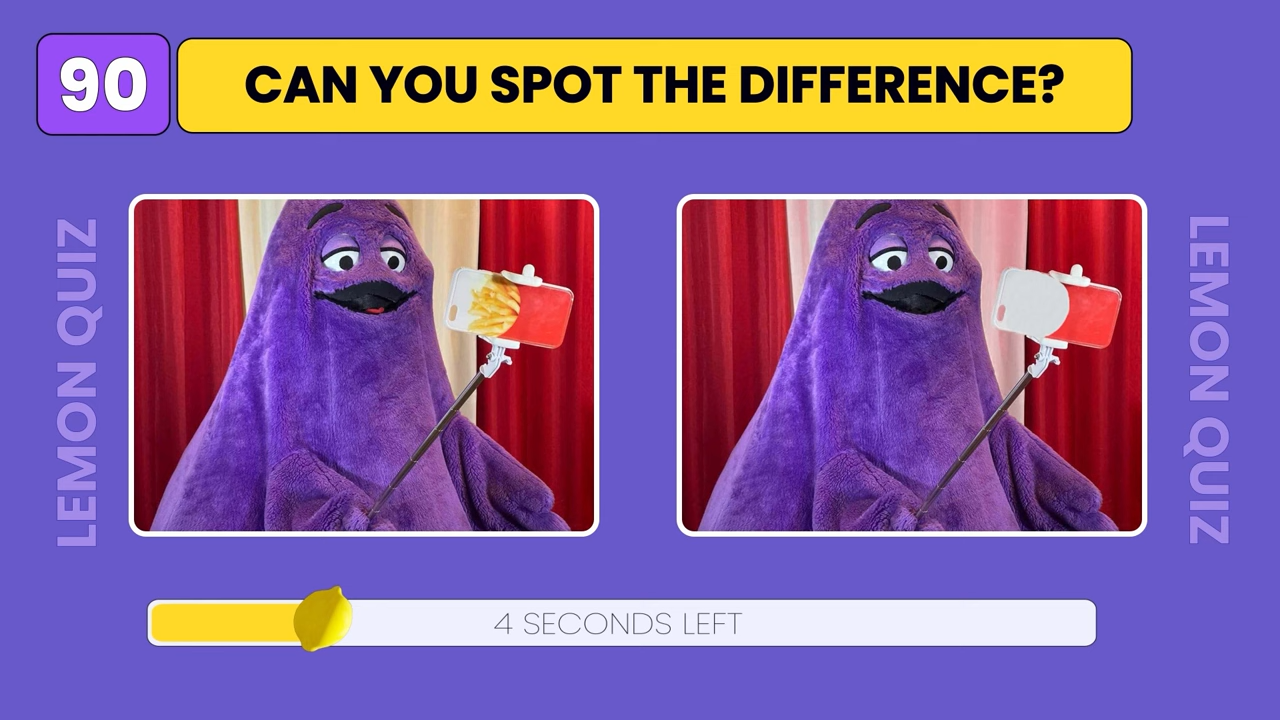 90
CAN YOU SPOT THE DIFFERENCE?
LEMON QUIZ
LEMON QUIZ
4 SECONDS LEFT